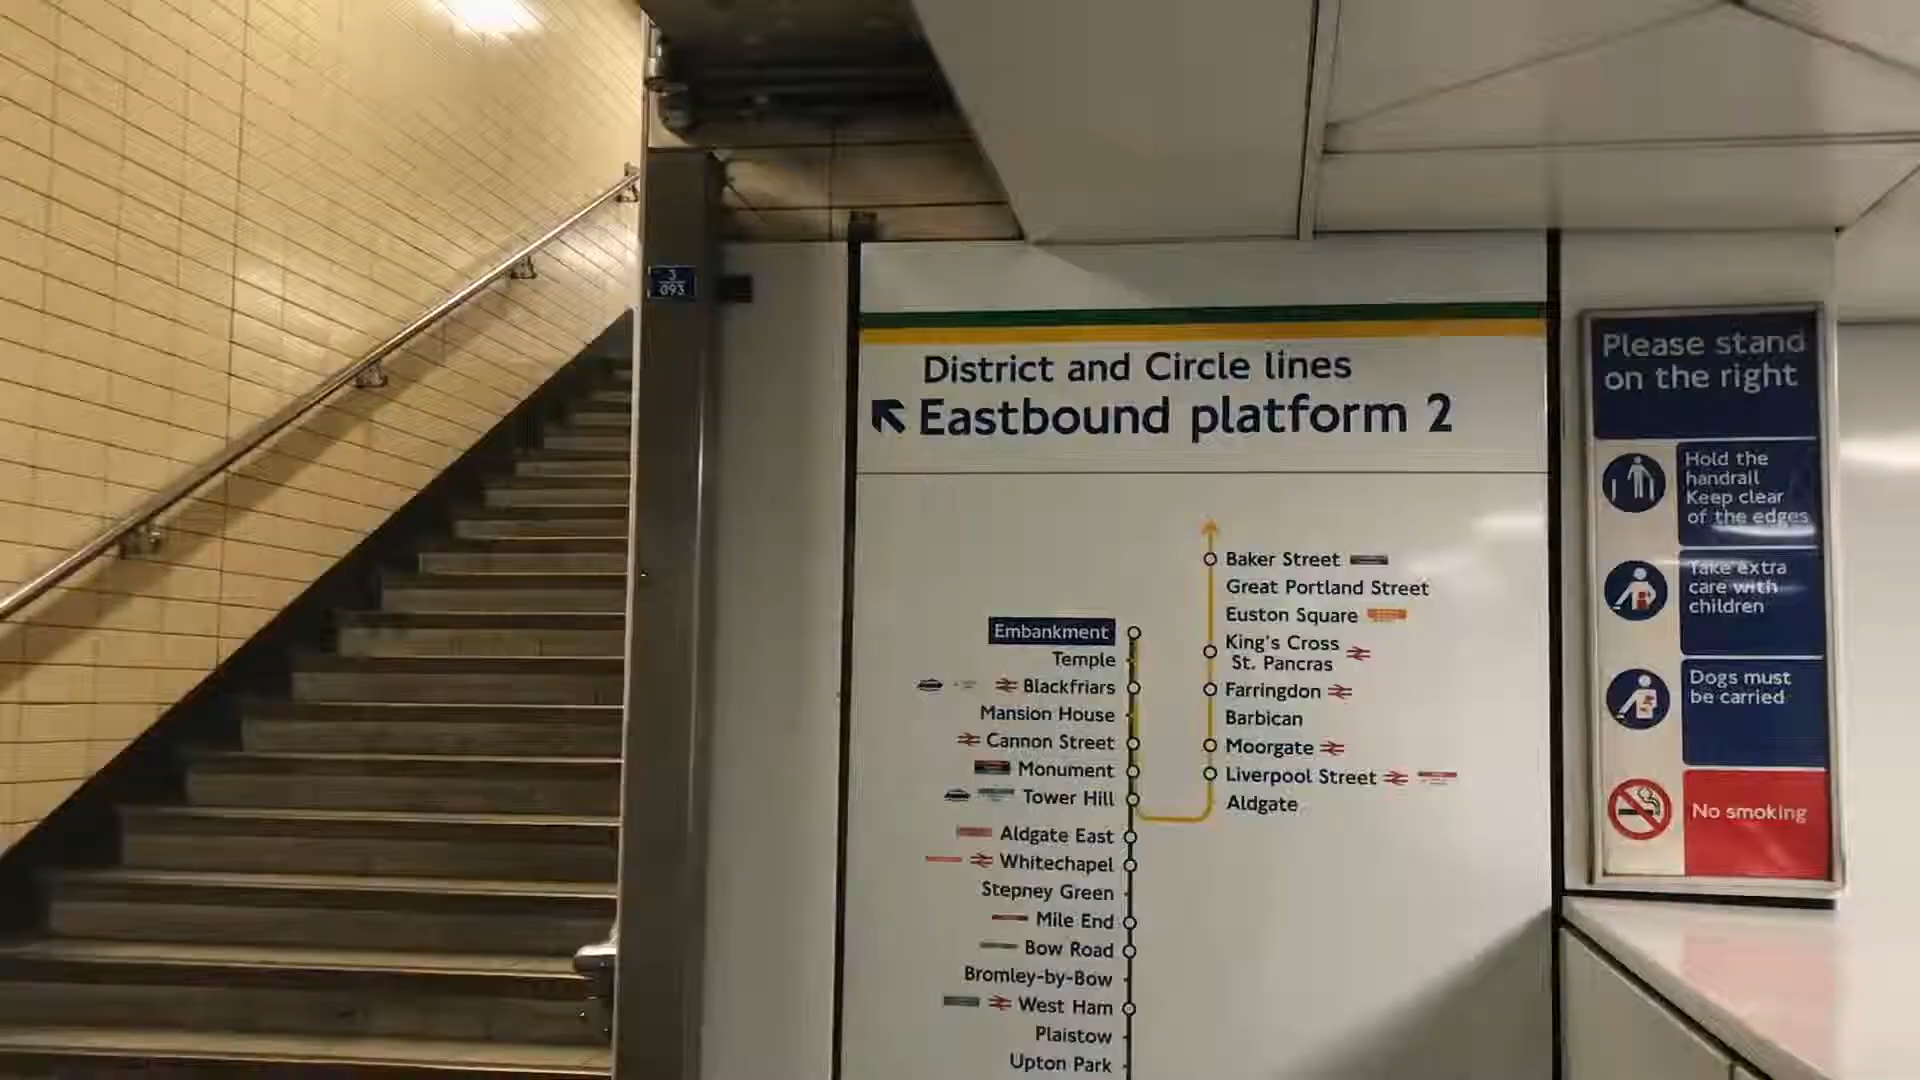 3
093
District and Circle lines
Eastbound platform 2
Baker Street
Great Portland Street
Euston Square
King's Cross
St. Pancras
Farringdon
Barbican
Moorgate
Liverpool Street
Aldgate
Embankment
Temple
Blackfriars
Mansion House
Cannon Street
Monument
Tower Hill
Aldgate East
Whitechapel
Stepney Green
Mile End
Bow Road
Bromley-by-Bow
West Ham
Plaistow
Upton Park
Please stand
on the right
Hold the
handrail
Keep clear
of the edges
Take extra
care with
children
Dogs must
be carried
No smoking